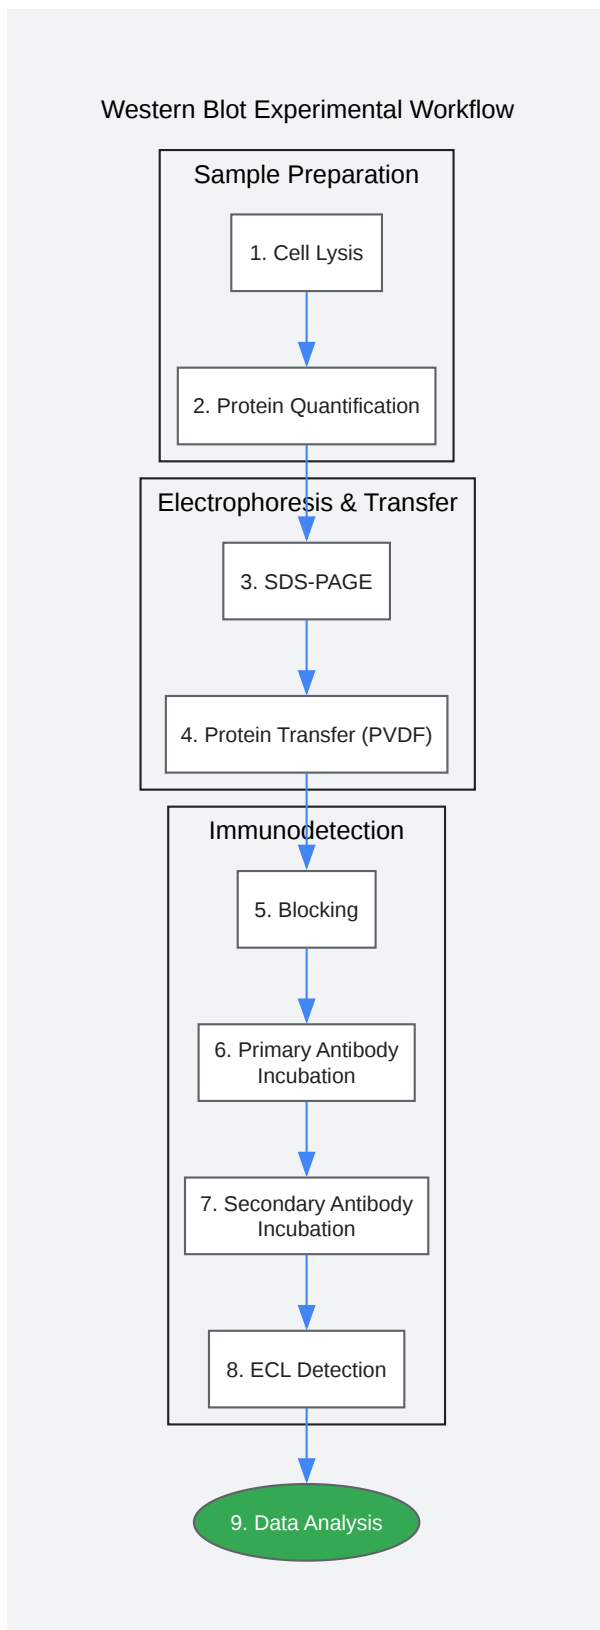 Western Blot Experimental Workflow
Sample Preparation
1. Cell Lysis
2. Protein Quantification
Electrophoresis & Transfer
3. SDS-PAGE
4. Protein Transfer (PVDF)
Immunodetection
5. Blocking
6. Primary Antibody
Incubation
7. Secondary Antibody
Incubation
8. ECL Detection
9. Data Analysis